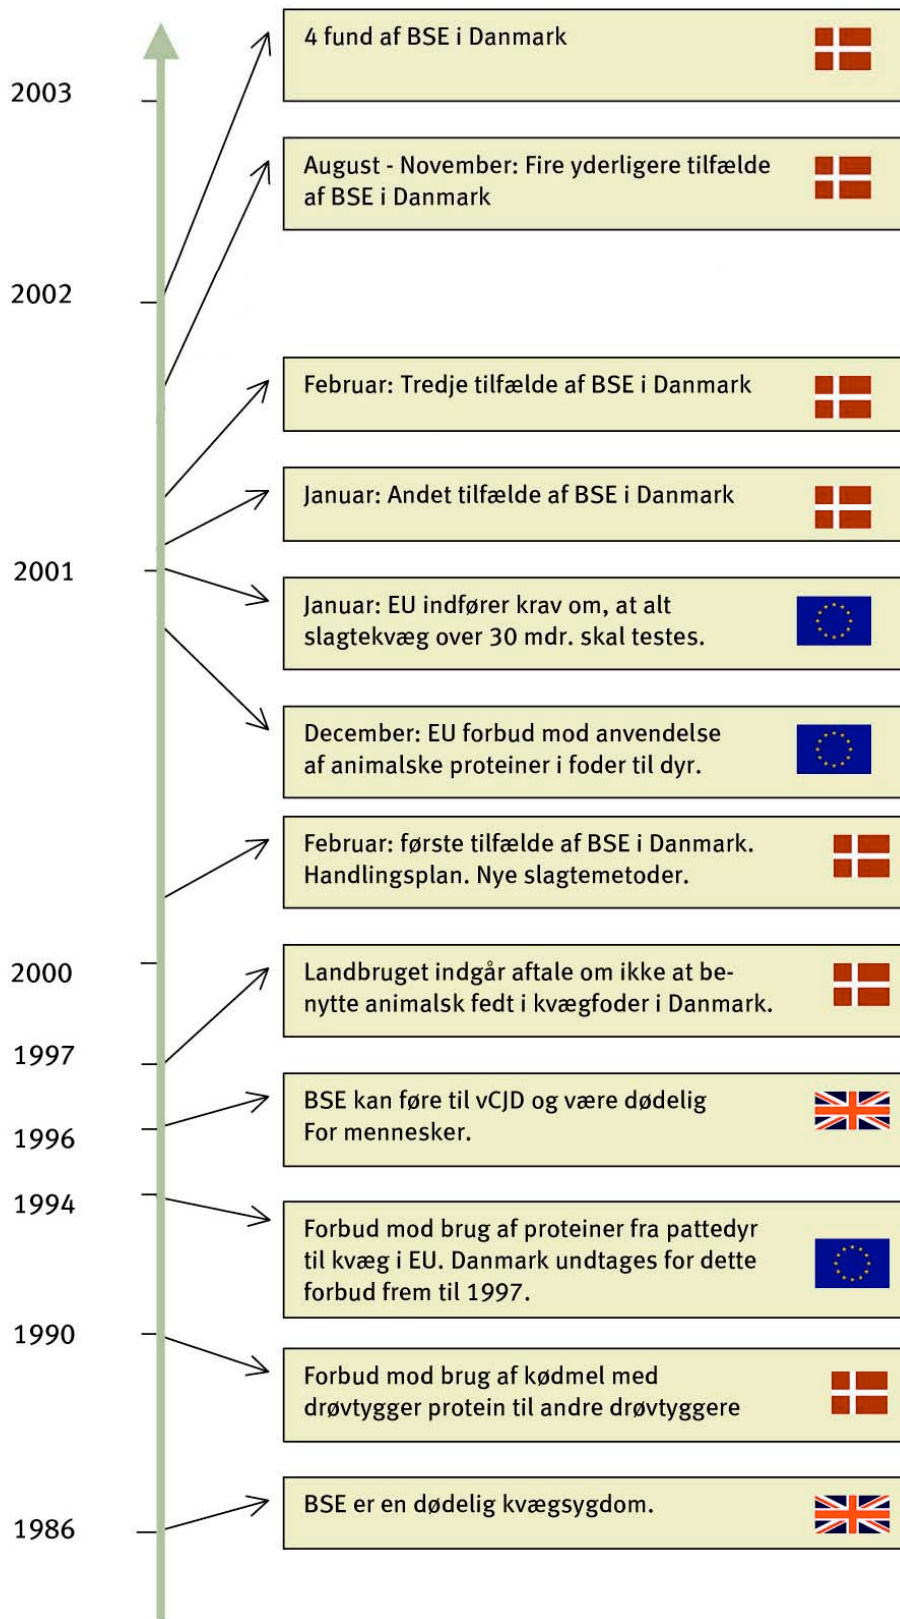 4 fund af BSE i Danmark
2003
August - November: Fire yderligere tilfælde
af BSE i Danmark
2002
Februar: Tredje tilfælde af BSE i Danmark
Januar: Andet tilfælde af BSE i Danmark
2001
Januar: EU indfører krav om, at alt
slagtekvæg over 30 mdr. skal testes.
December: EU forbud mod anvendelse
af animalske proteiner i foder til dyr.
Februar: første tilfælde af BSE i Danmark.
Handlingsplan. Nye slagtemetoder.
2000
Landbruget indgår aftale om ikke at be-
nytte animalsk fedt i kvægfoder i Danmark.
1997
BSE kan føre til vCJD og være dødelig
For mennesker.
1996
1994
Forbud mod brug af proteiner fra pattedyr
til kvæg i EU. Danmark undtages for dette
forbud frem til 1997.
1990
Forbud mod brug af kødmel med
drøvtygger protein til andre drøvtyggere
BSE er en dødelig kvægsygdom.
1986